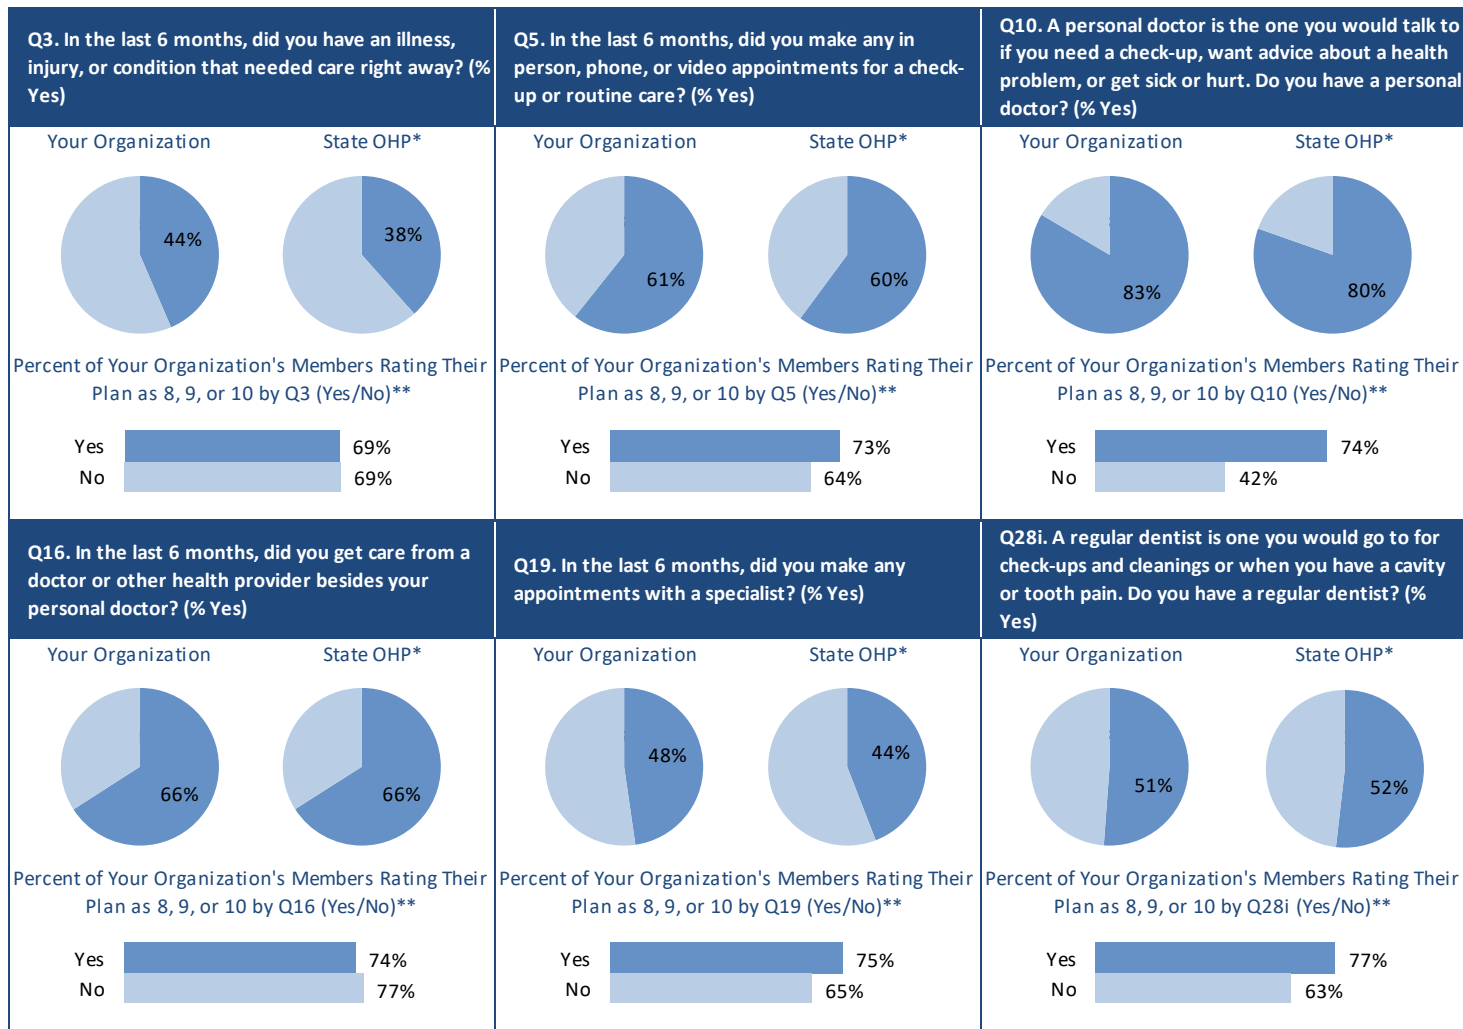 Q3. In the last 6 months, did you have an illness,
injury, or condition that needed care right away? (%
Yes)
Your Organization
State OHP*
44%
38%
Percent of Your Organization's Members Rating Their
Plan as 8, 9, or 10 by Q3 (Yes/No)**
Yes
69%
No
69%
Q5. In the last 6 months, did you make any in
person, phone, or video appointments for a check-
up or routine care? (% Yes)
Your Organization
State OHP*
61%
60%
Percent of Your Organization's Members Rating Their
Plan as 8, 9, or 10 by Q5 (Yes/No)**
Yes
73%
No
64%
Q10. A personal doctor is the one you would talk to
if you need a check-up, want advice about a health
problem, or get sick or hurt. Do you have a personal
doctor? (% Yes)
Your Organization
State OHP*
83%
80%
Percent of Your Organization's Members Rating Their
Plan as 8, 9, or 10 by Q10 (Yes/No)**
Yes
74%
No
42%
Q16. In the last 6 months, did you get care from a
doctor or other health provider besides your
personal doctor? (% Yes)
Your Organization
State OHP*
66%
66%
Percent of Your Organization's Members Rating Their
Plan as 8, 9, or 10 by Q16 (Yes/No)**
Yes
74%
No
77%
Q19. In the last 6 months, did you make any
appointments with a specialist? (% Yes)
Your Organization
State OHP*
48%
44%
Percent of Your Organization's Members Rating Their
Plan as 8, 9, or 10 by Q19 (Yes/No)**
Yes
75%
No
65%
Q28i. A regular dentist is one you would go to for
check-ups and cleanings or when you have a cavity
or tooth pain. Do you have a regular dentist? (%
Yes)
Your Organization
State OHP*
51%
52%
Percent of Your Organization's Members Rating Their
Plan as 8, 9, or 10 by Q28i (Yes/No)**
Yes
77%
No
63%